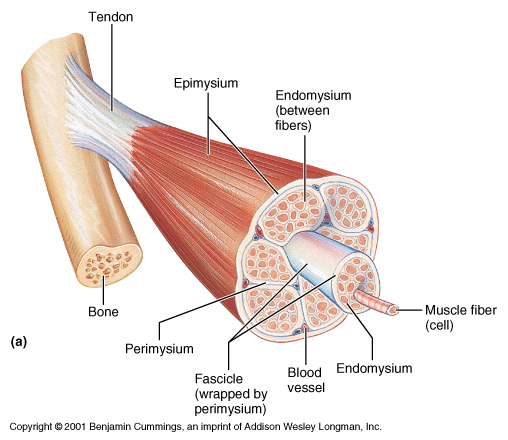 Tendon
Epimysium
Endomysium
(between
fibers)
Bone
Muscle fiber
(cell)
(a)
Perimysium
Blood
vessel
Endomysium
Fascicle
(wrapped by
perimysium)
Copyright © 2001 Benjamin Cummings, an imprint of Addison Wesley Longman, Inc.